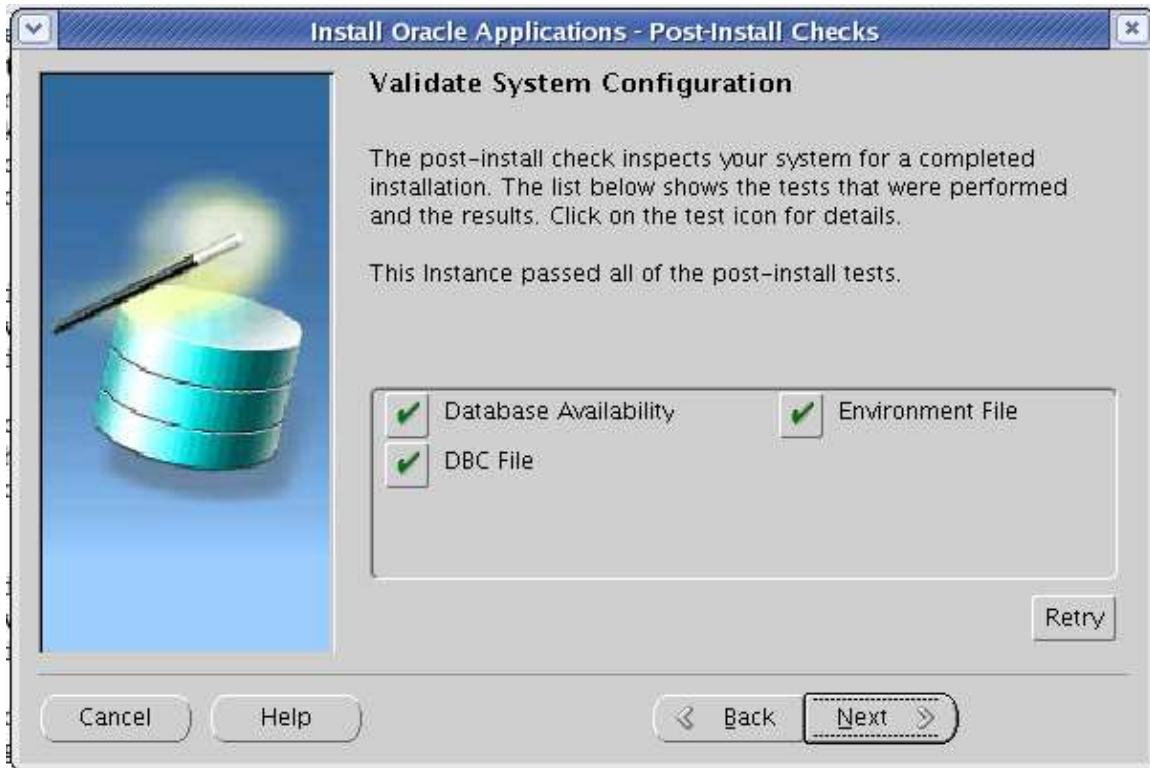 Install Oracle Applications - Post-Install Checks
Validate System Configuration
The post-install check inspects your system for a completed
installation. The list below shows the tests that were performed
and the results. Click on the test icon for details.
This Instance passed all of the post-install tests.
Database Availability
Environment File
DBC File
Retry
Cancel
Help
Back
Next